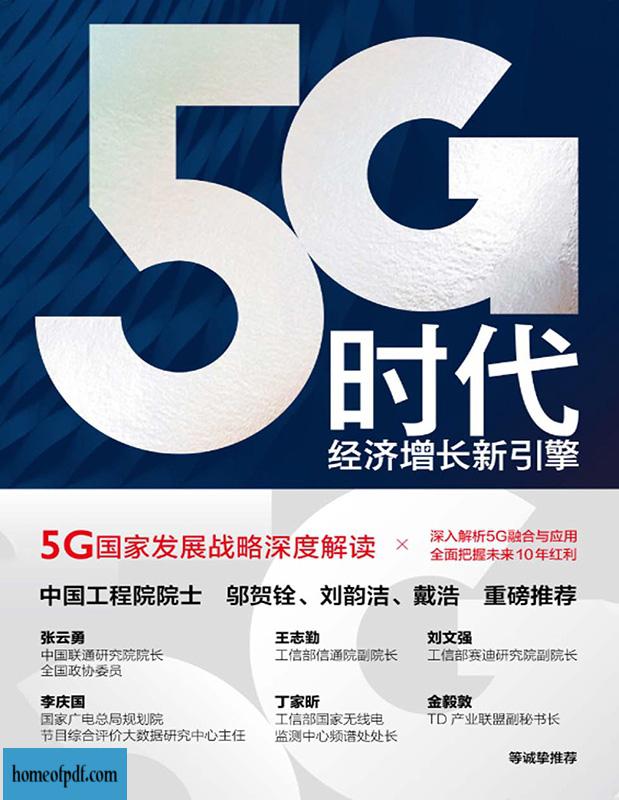 5G
时代
经济增长新引擎
5G国家发展战略深度解读 × 深入解析5G融合与应用
全面把握未来10年红利
中国工程院院士 邬贺铨、刘韵洁、戴浩 重磅推荐
张云勇
中国联通研究院院长
全国政协委员
王志勤
工信部信通院副院长
刘文强
工信部赛迪研究院副院长
李庆国
国家广电总局规划院
节目综合评价大数据研究中心主任
丁家昕
工信部国家无线电
监测中心频谱处处长
金毅敦
TD 产业联盟副秘书长
等诚挚推荐
homeofpdf.com